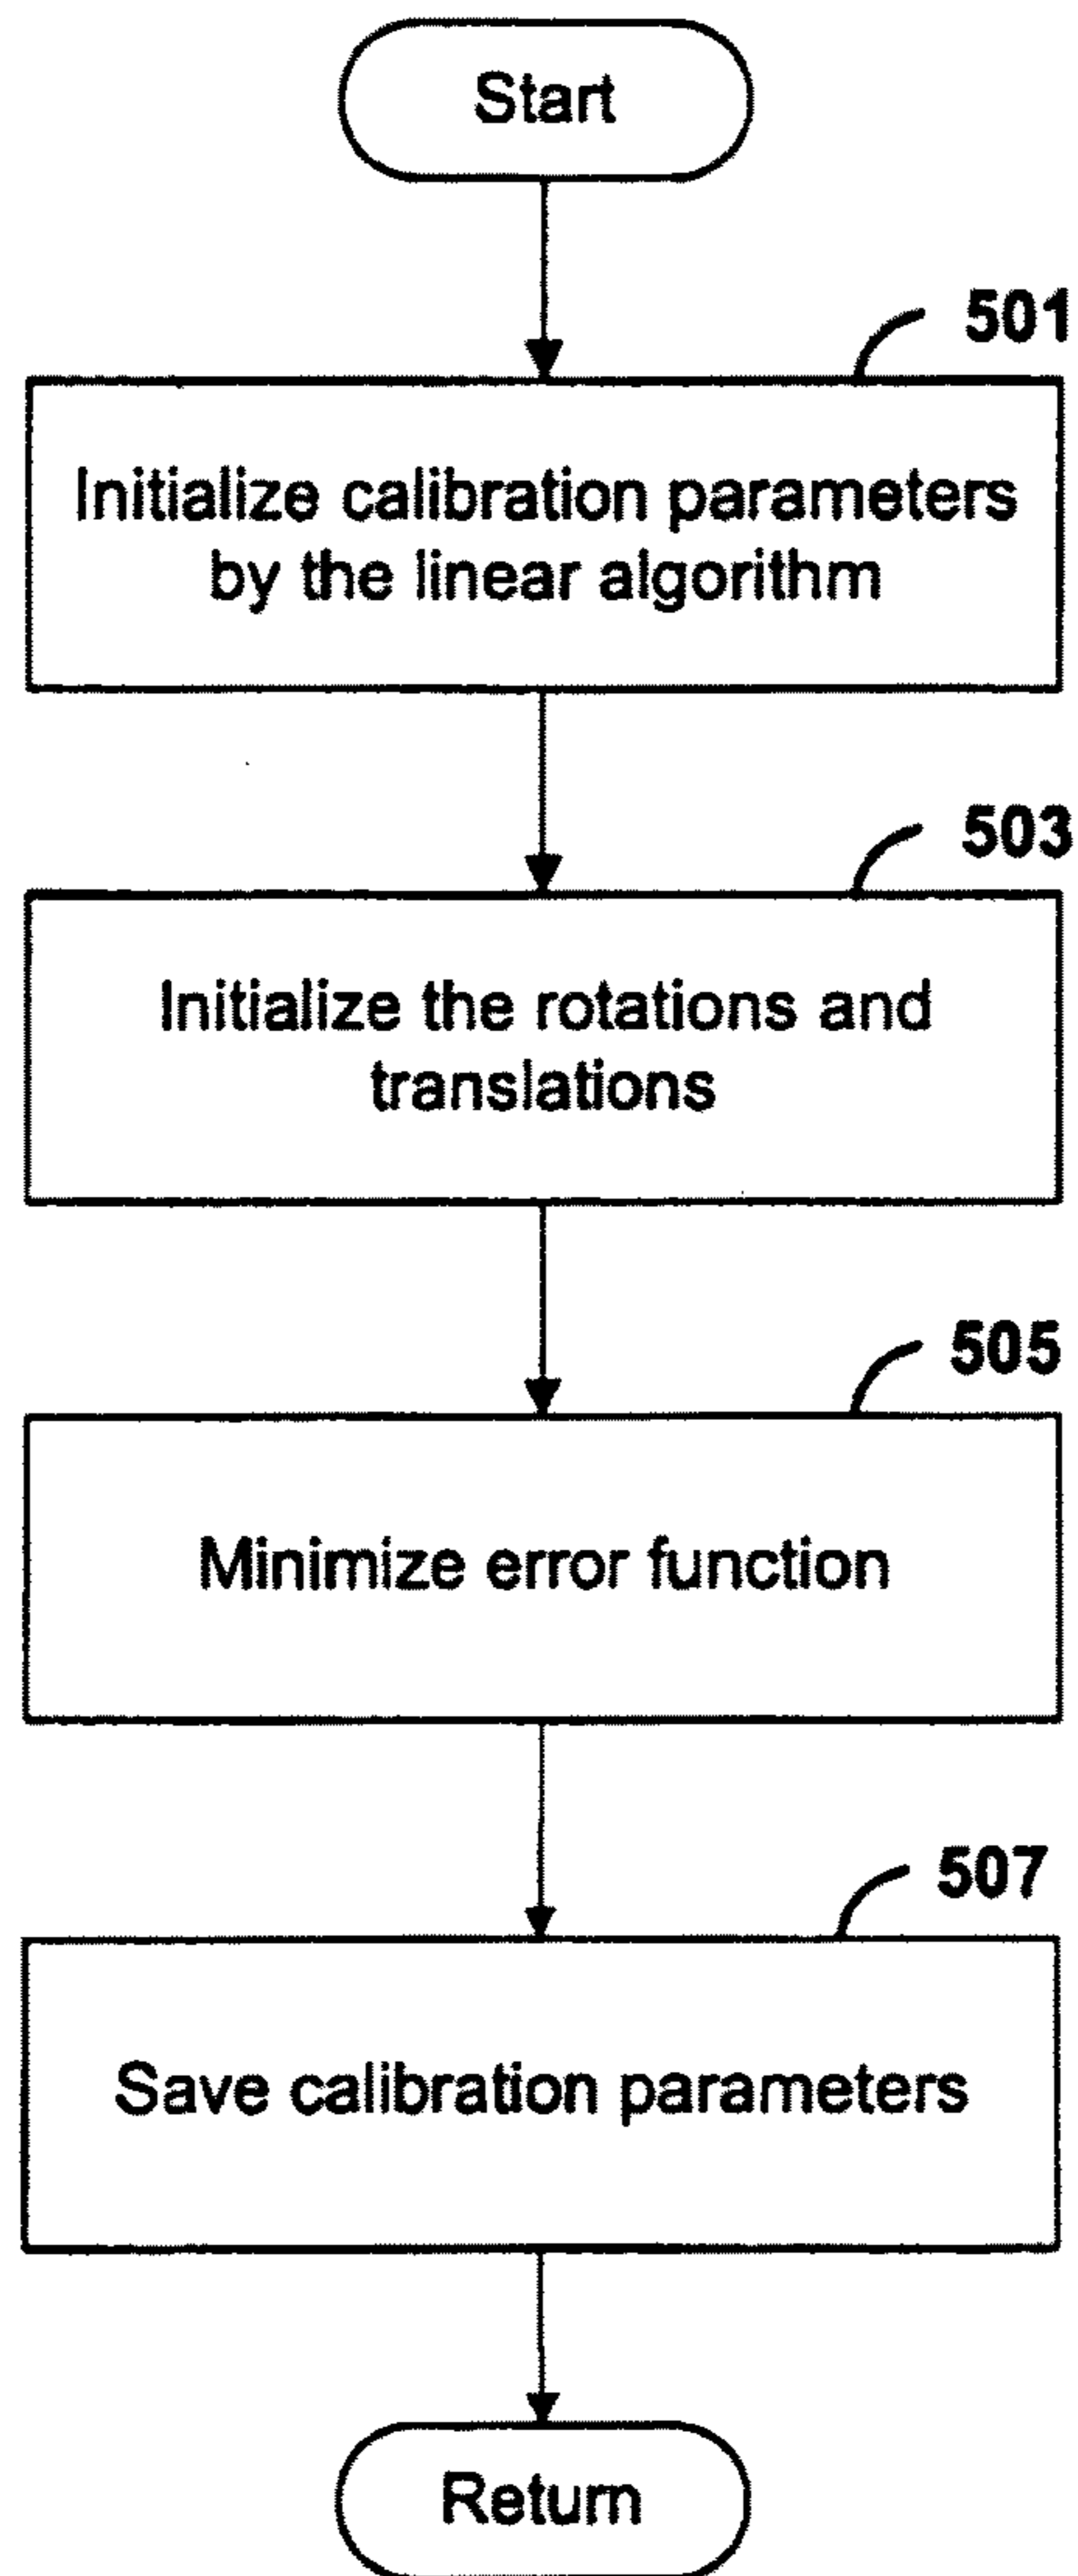 Start
501
Initialize calibration parameters
by the linear algorithm
503
Initialize the rotations and
translations
505
Minimize error function
507
Save calibration parameters
Return